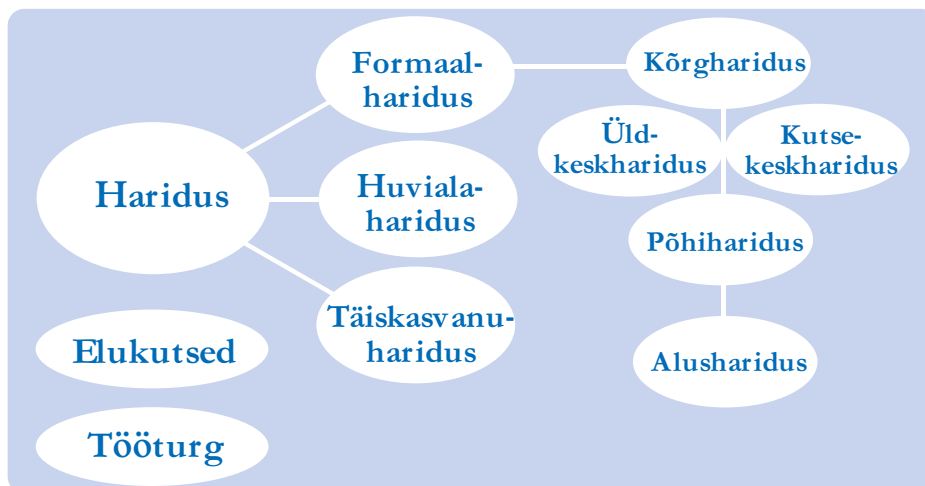 Formaal-
haridus
Kõrgharidus
Üld-
keskharidus
Kutse-
keskharidus
Haridus
Huviala-
haridus
Põhiharidus
Täiskasvanu-
haridus
Elukutsed
Alusharidus
Tööturg